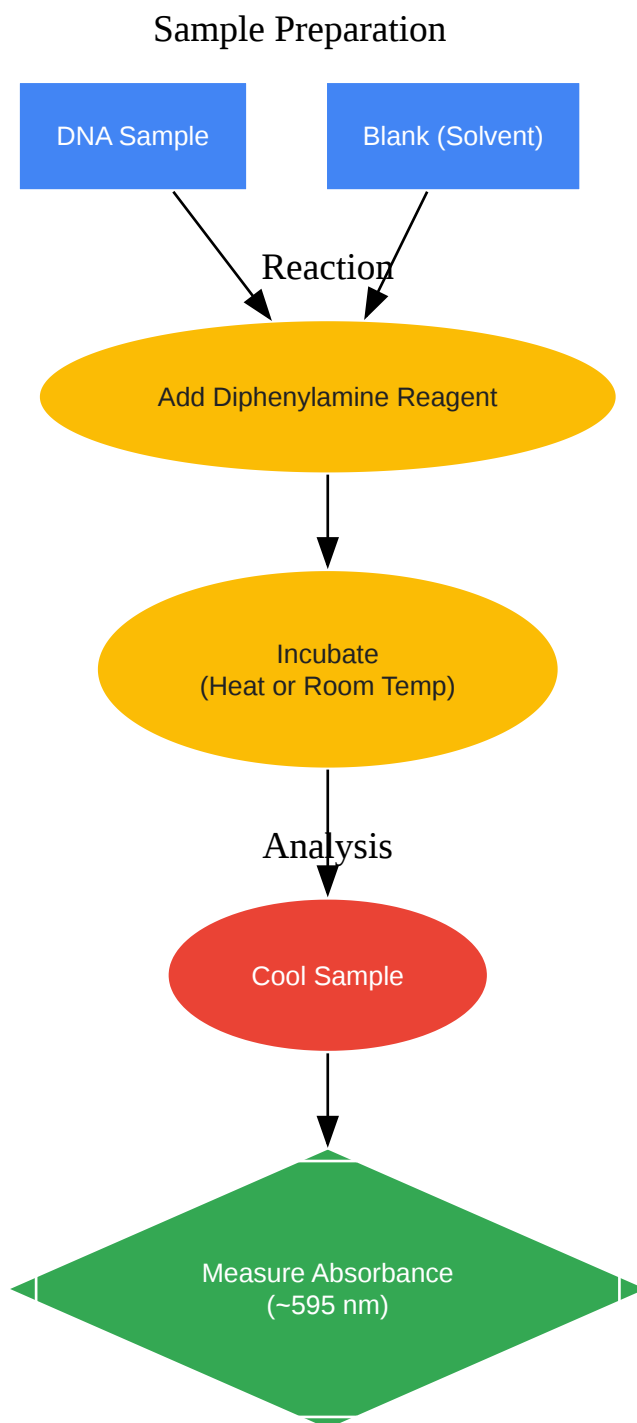 Sample Preparation
DNA Sample
Blank (Solvent)
Reaction
Add Diphenylamine Reagent
Incubate
(Heat or Room Temp)
Analysis
Cool Sample
Measure Absorbance
(~595 nm)